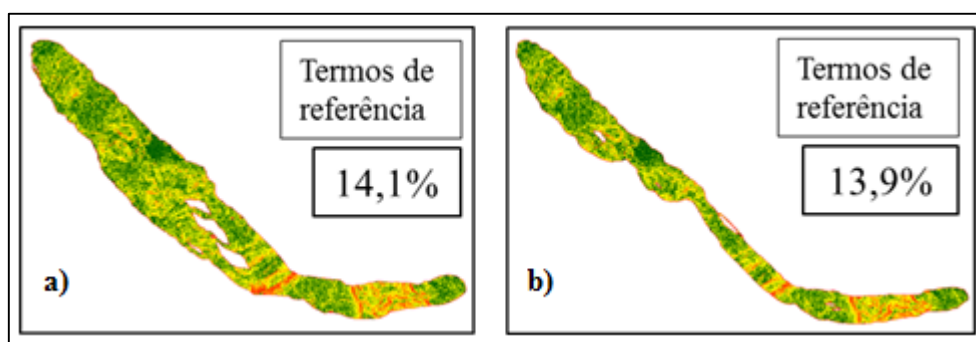 Termos de
referência
14,1%
a)
Termos de
referência
13,9%
b)